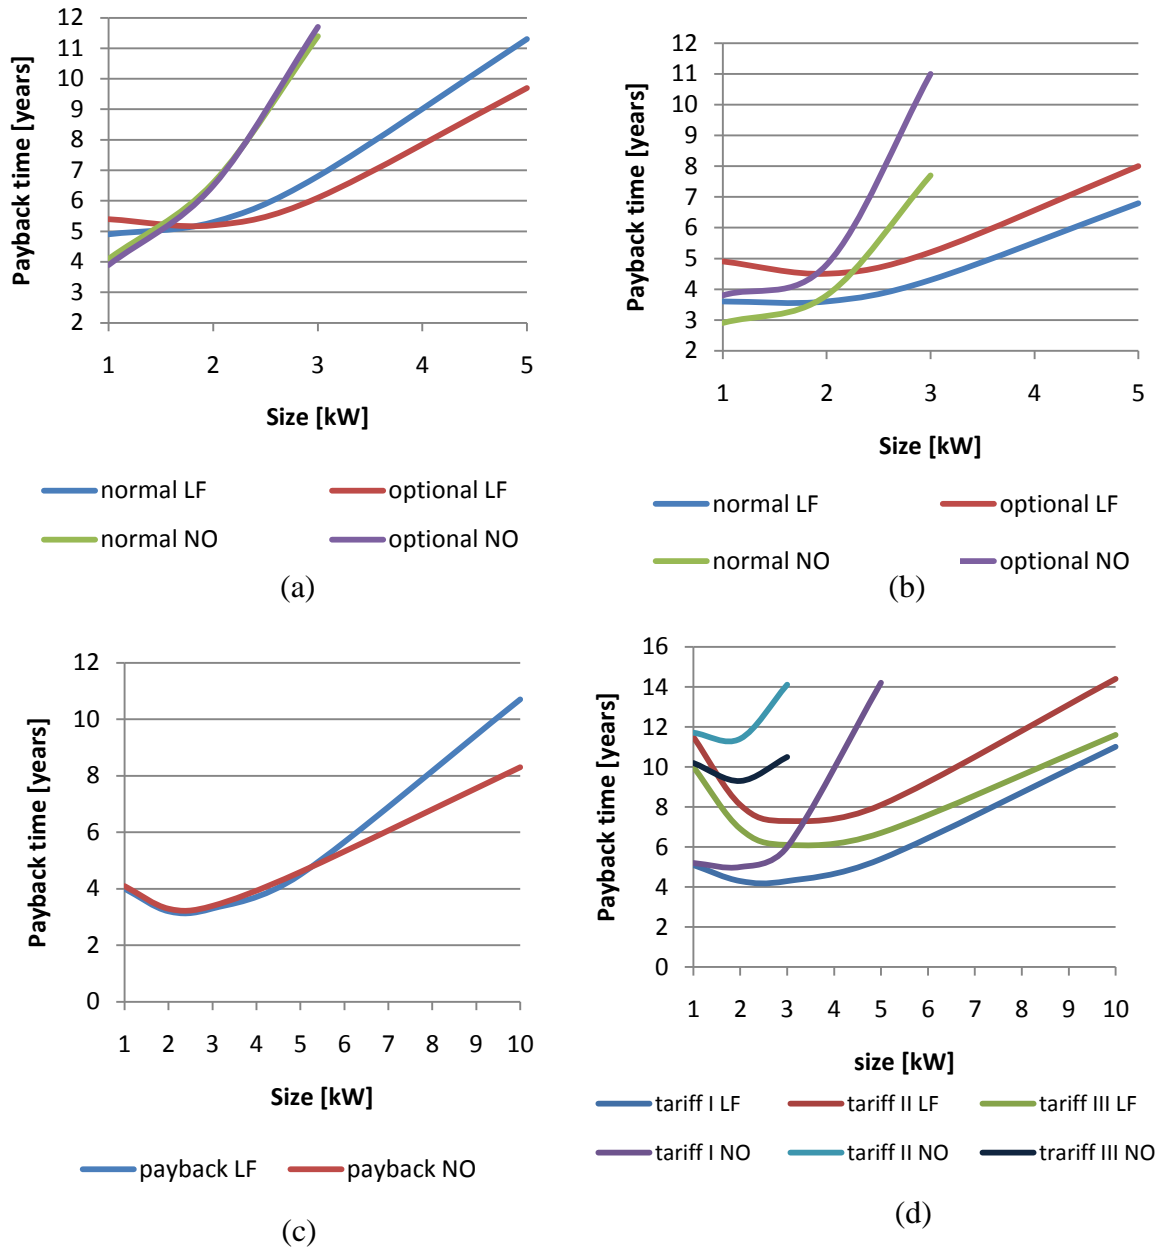 12
11
10
9
8
7
6
5
4
3
2
Payback time [years]
1 2 3 4 5
Size [kW]
normal LF optional LF
normal NO optional NO
(a)
12
11
10
9
8
7
6
5
4
3
2
Payback time [years]
1 2 3 4 5
Size [kW]
normal LF optional LF
normal NO optional NO
(b)
12
10
8
6
4
2
0
Payback time [years]
1 2 3 4 5 6 7 8 9 10
Size [kW]
payback LF payback NO
(c)
16
14
12
10
8
6
4
2
0
Payback time [years]
1 2 3 4 5 6 7 8 9 10
size [kW]
tariff I LF tariff II LF tariff III LF
tariff I NO tariff II NO trariff III NO
(d)